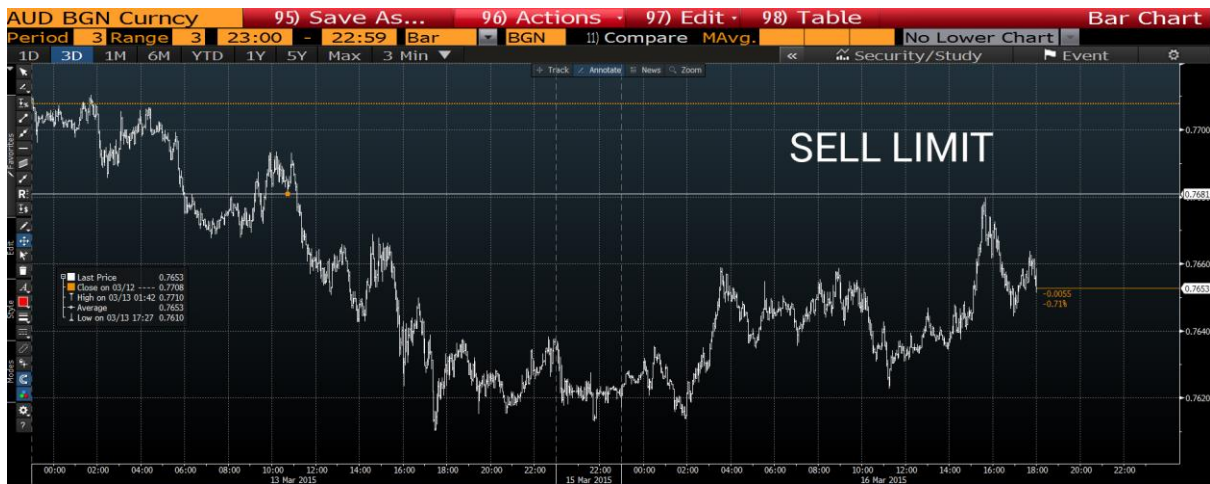 AUD BGN Curncy 95) Save As... 96) Actions 97) Edit 98) Table Bar Chart
Period 3 Range 3 23:00 - 22:59 Bar BGN 11) Compare MAvg. No Lower Chart
1D 3D 1M 6M YTD 1Y 5Y Max 3 Min ▼ « Security/Study Event
Track Annotate News Zoom
SELL LIMIT
0.7700
0.7681
0.7660
0.7653
0.7640
0.7620
-0.0055
-0.71%
Favorites
Edit
Style
Modes
Last Price 0.7653
Close on 03/12 ---- 0.7708
High on 03/13 01:42 0.7710
Average 0.7653
Low on 03/13 17:27 0.7610
00:00 02:00 04:00 06:00 08:00 10:00 12:00 14:00 16:00 18:00 20:00 22:00 22:00 00:00 02:00 04:00 06:00 08:00 10:00 12:00 14:00 16:00 18:00 20:00 22:00
13 Mar 2015 15 Mar 2015 16 Mar 2015